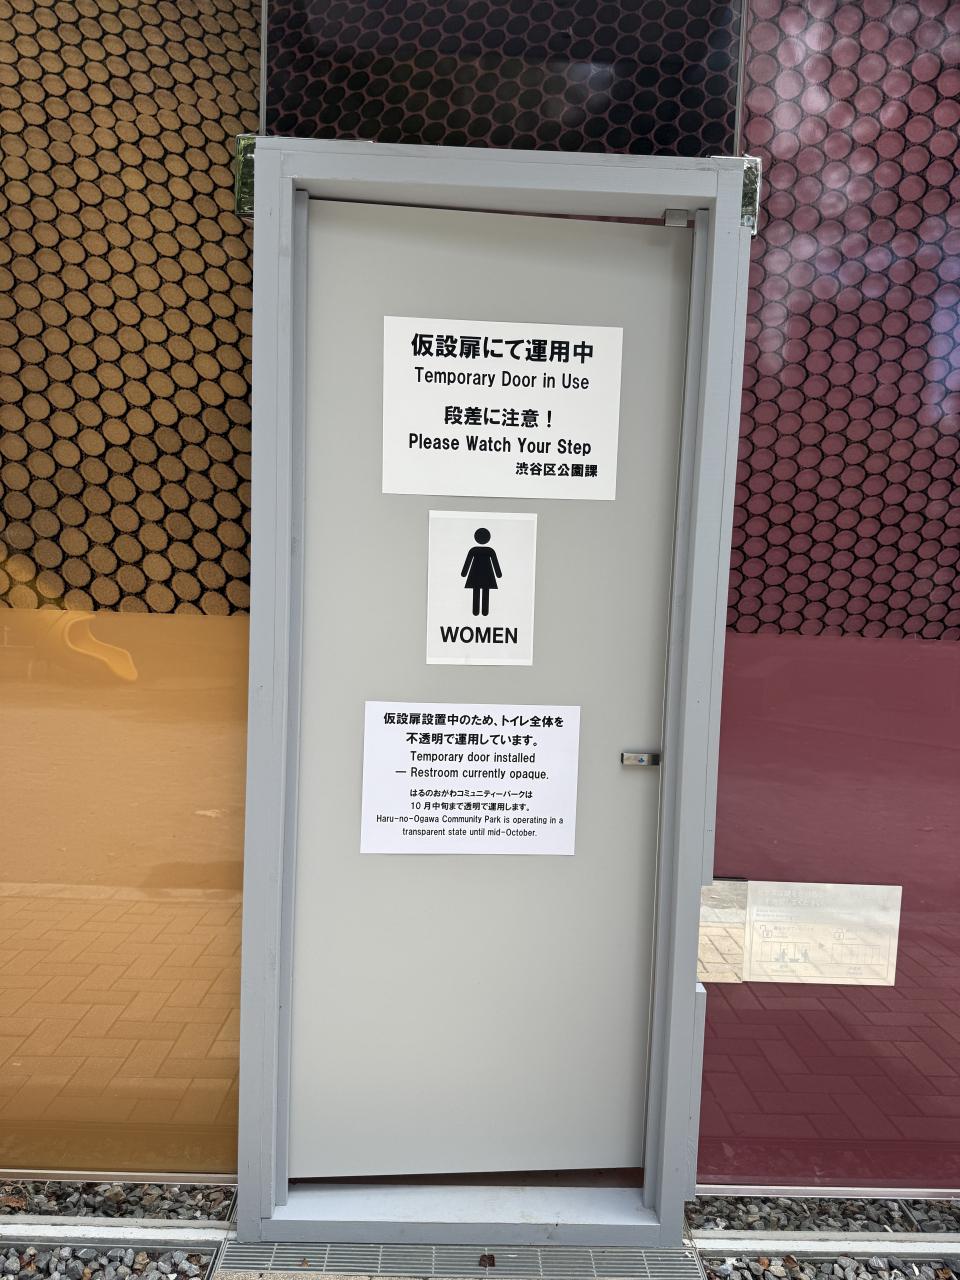 仮設扉にて運用中
Temporary Door in Use
段差に注意！
Please Watch Your Step
渋谷区公園課
WOMEN
仮設扉設置中のため、トイレ全体を
不透明で運用しています。
Temporary door installed
― Restroom currently opaque.
はるのおがわコミュニティーパークは
10月中旬まで透明で運用します。
Haru-no-Ogawa Community Park is operating in a
transparent state until mid-October.